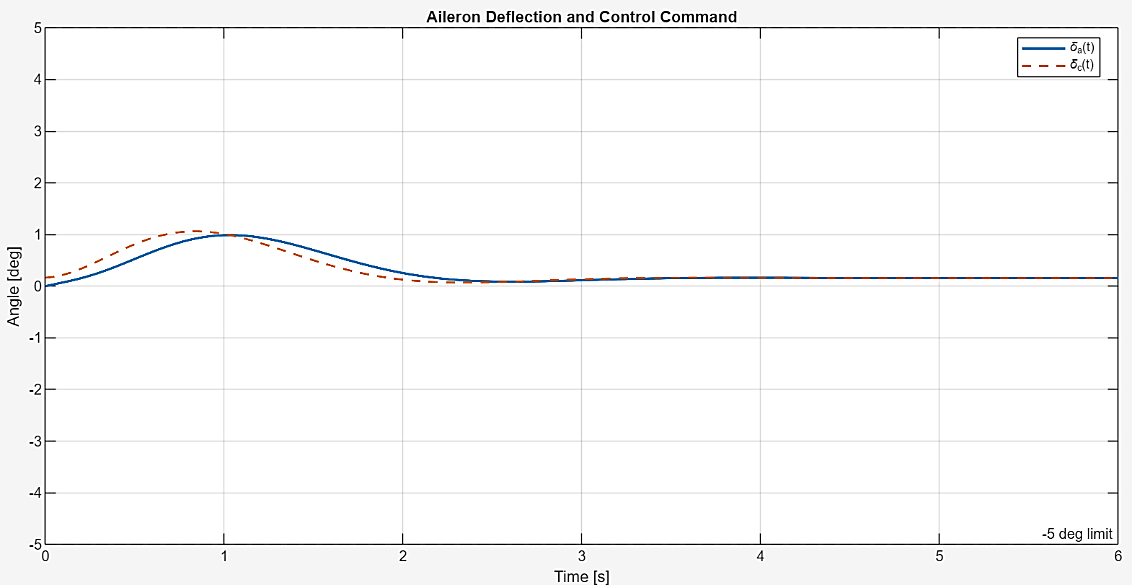 Aileron Deflection and Control Command
δₐ(t)
δ_c(t)
Angle [deg]
5
4
3
2
1
0
-1
-2
-3
-4
-5
-5 deg limit
0 1 2 3 4 5 6
Time [s]